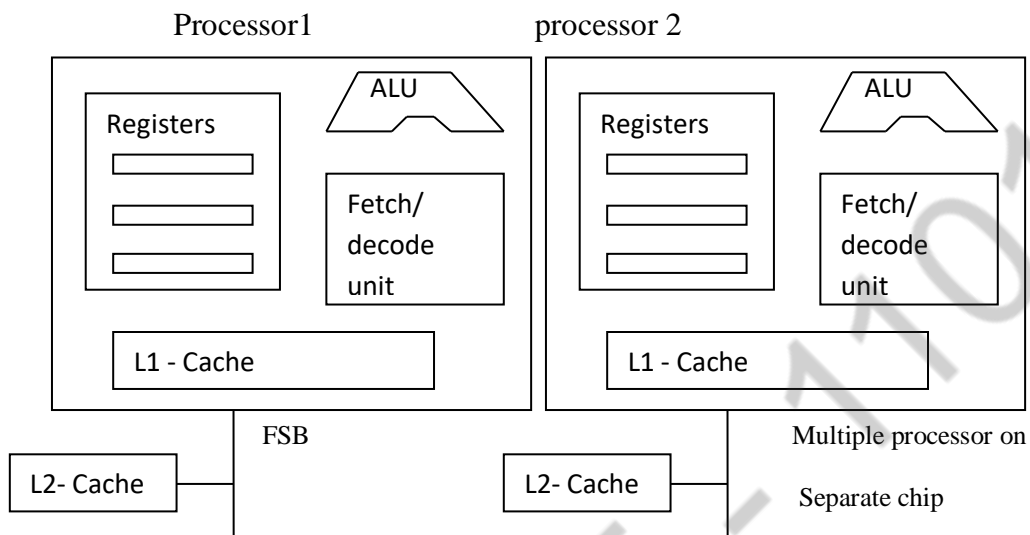 Processor1
processor 2
ALU
Registers
Fetch/
decode
unit
L1 - Cache
ALU
Registers
Fetch/
decode
unit
L1 - Cache
FSB
L2- Cache
L2- Cache
Multiple processor on
Separate chip
- 110